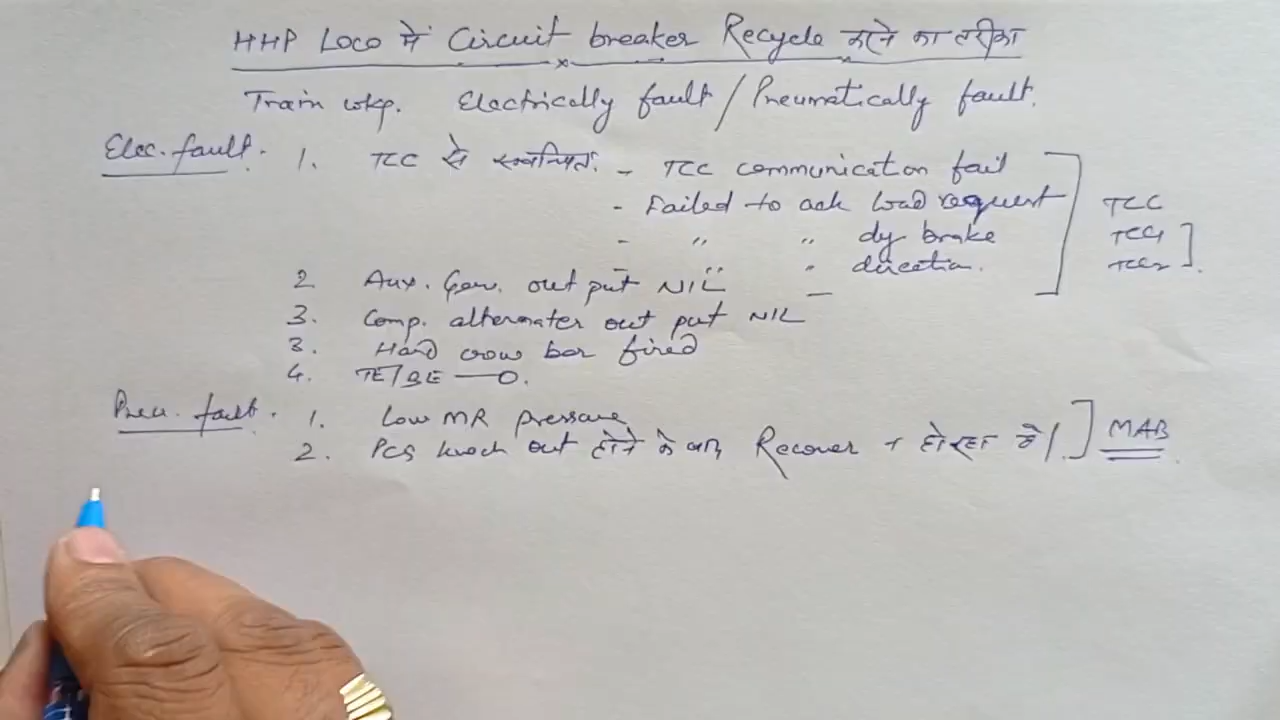 HHP Loco में Circuit breaker Recycle करने का तरीका
Train wkp. Electrically fault / Pneumatically fault.
Elec. fault. 1. TCC से सम्बन्धित. - TCC communication fail
- Failed to ack load request TCC
- " " dy brake TCC1
- " " direction. TCC2
2 Aux. Gen. out put NIL
3. Comp. alternater out put NIL
3. Hard crow bar fired
4. TE/BE — 0.
Pneu. fault. 1. Low MR pressure
2. PCS knock out होने के बाद Recover न हो रहा हो। MAB